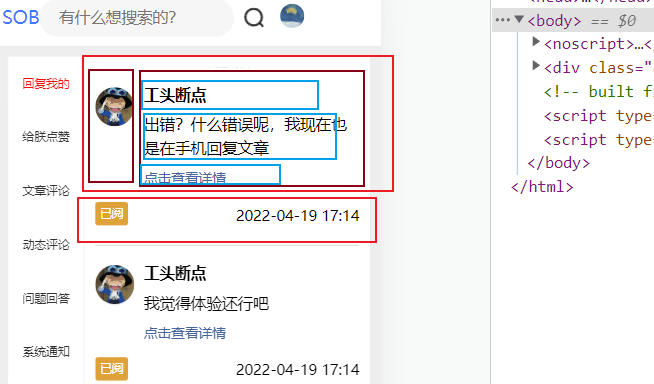 SOB 有什么想搜索的?
回复我的
给朕点赞
文章评论
动态评论
问题回答
系统通知
工头断点
出错？什么错误呢，我现在也
是在手机回复文章
点击查看详情
已阅 2022-04-19 17:14
工头断点
我觉得体验还行吧
点击查看详情
已阅 2022-04-19 17:14
<body> == $0
<noscript>…</
<div class="
<!-- built f
<script type
<script type
</body>
</html>